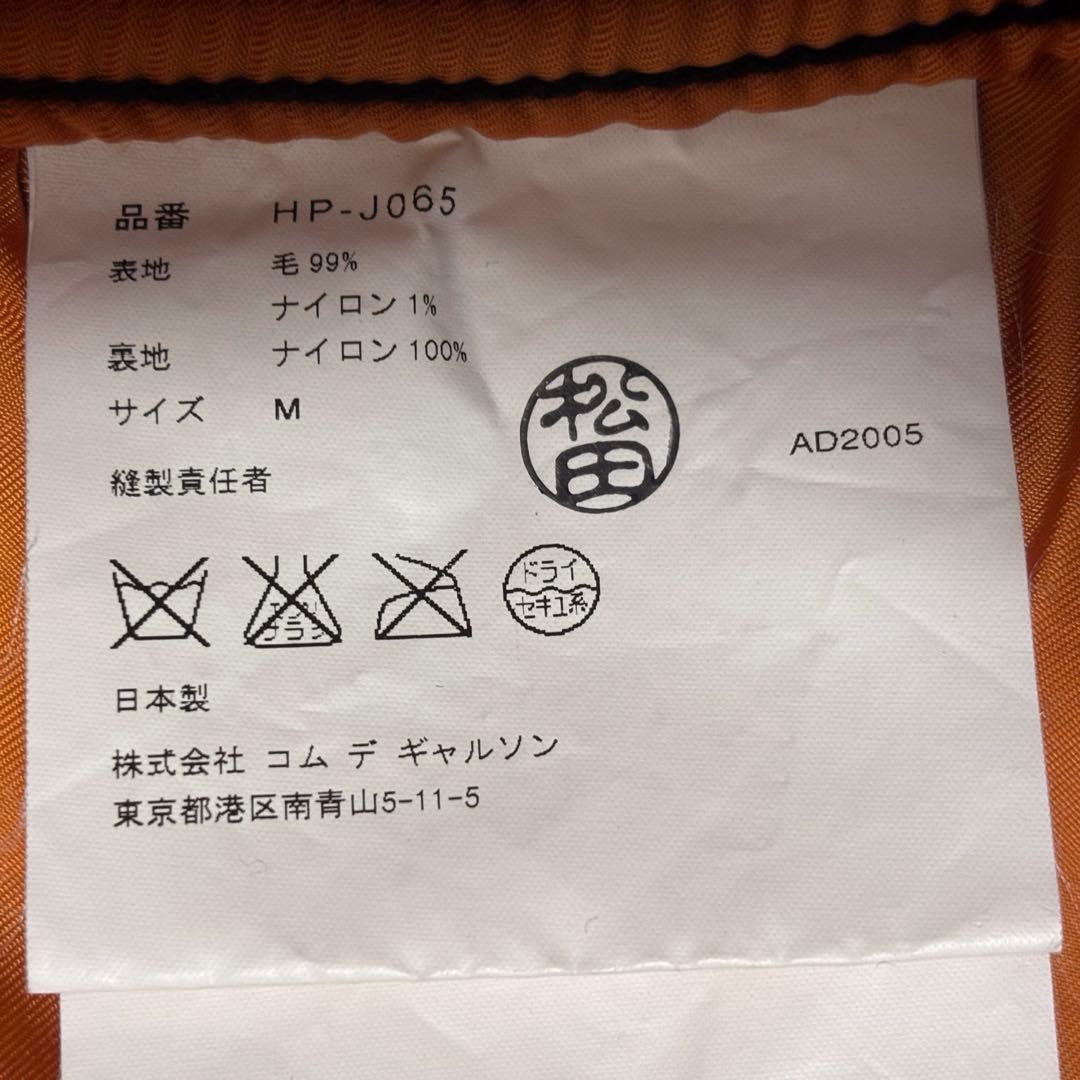 品番 HP-J065
表地 毛 99%
ナイロン 1%
裏地 ナイロン 100%
サイズ M
縫製責任者
松田
AD2005
ドライ
セキユ系
日本製
株式会社 コム デ ギャルソン
東京都港区南青山5-11-5